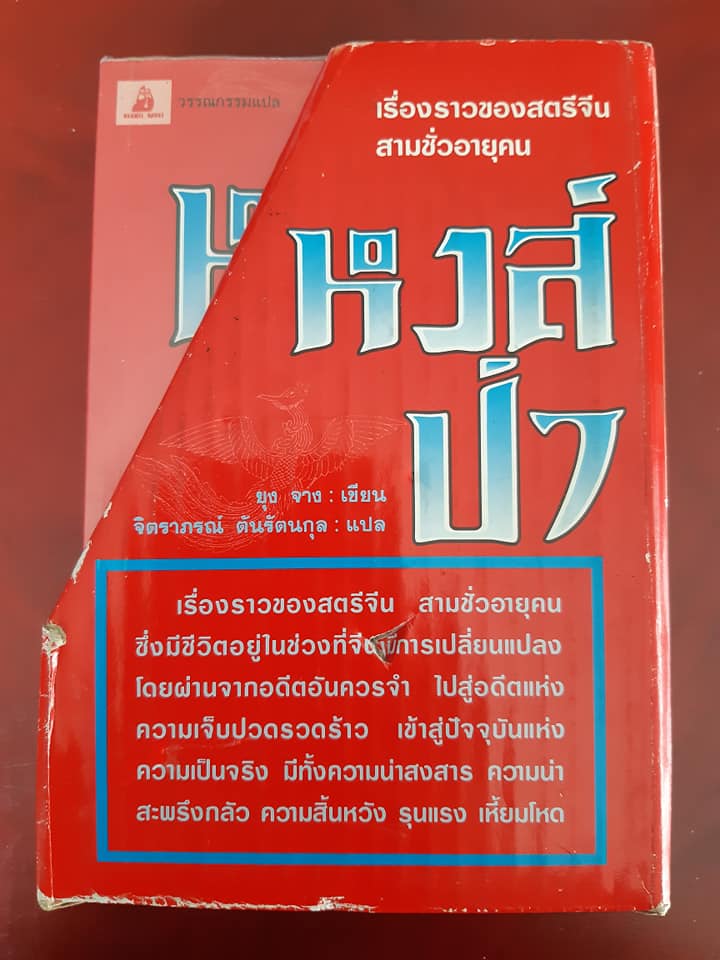 วรรณกรรมแปล
เรื่องราวของสตรีจีน
สามชั่วอายุคน
หงส์
ป่า
ยุง จาง : เขียน
จิตราภรณ์ ตันรัตนกุล : แปล
เรื่องราวของสตรีจีน สามชั่วอายุคน
ซึ่งมีชีวิตอยู่ในช่วงที่จีนมีการเปลี่ยนแปลง
โดยผ่านจากอดีตอันควรจำ ไปสู่อดีตแห่ง
ความเจ็บปวดรวดร้าว เข้าสู่ปัจจุบันแห่ง
ความเป็นจริง มีทั้งความน่าสงสาร ความน่า
สะพรึงกลัว ความสิ้นหวัง รุนแรง เหี้ยมโหด